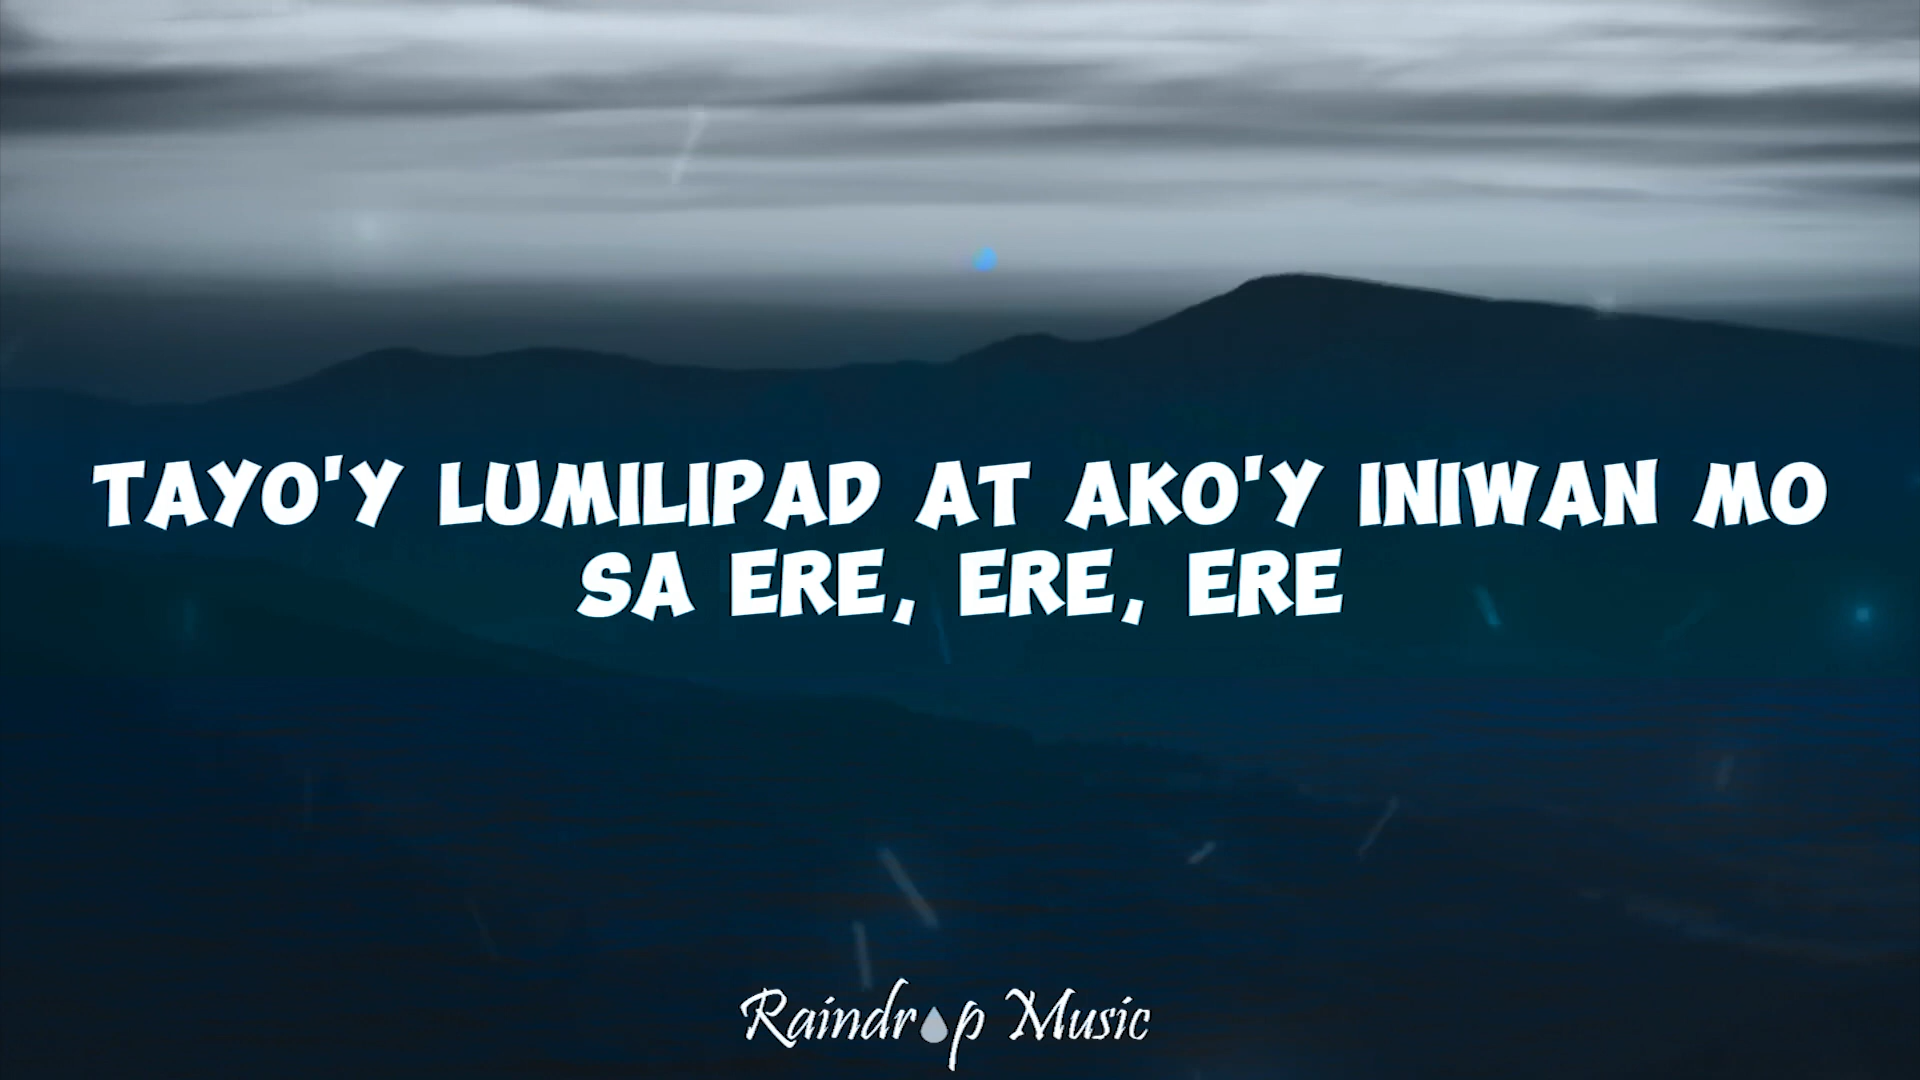 TAYO'Y LUMILIPAD AT AKO'Y INIWAN MO
SA ERE, ERE, ERE
Raindrop Music